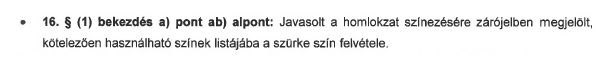 • 16. § (1) bekezdés a) pont ab) alpont: Javasolt a homlokzat színezésére zárójelben megjelölt,
kötelezően használható színek listájába a szürke szín felvétele.